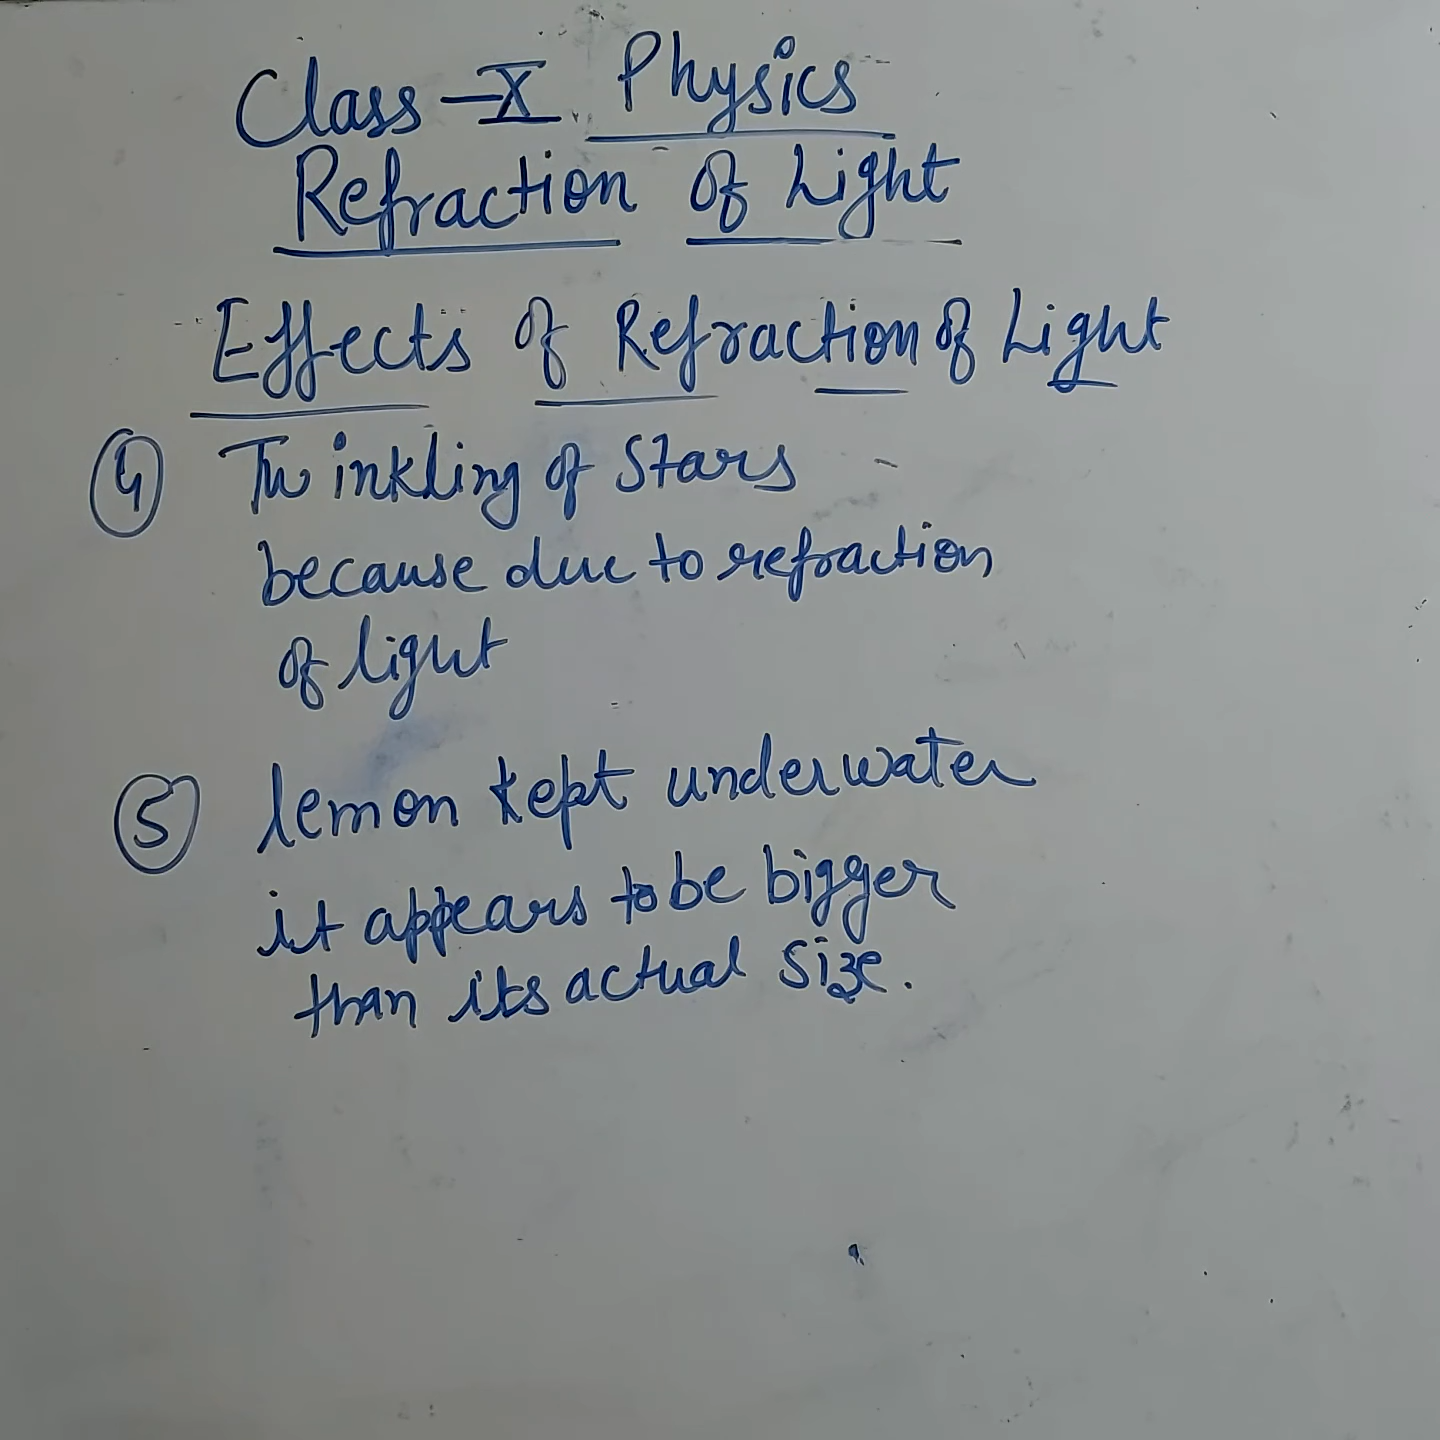 Class-X Physics
Refraction of Light
Effects of Refraction of Light
4 Twinkling of Stars
because due to refraction
of light
5 lemon kept underwater
it appears to be bigger
than its actual size.